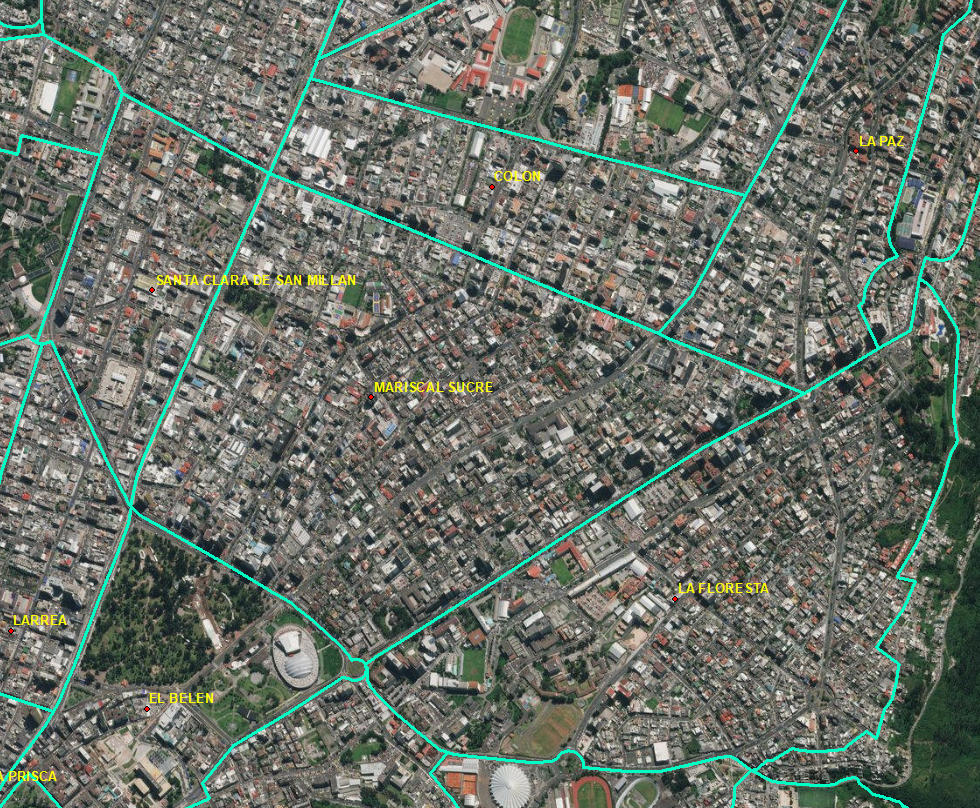 LA PAZ
COLON
SANTA CLARA DE SAN MILLAN
MARISCAL SUCRE
LA FLORESTA
LARREA
EL BELEN
A PRISCA